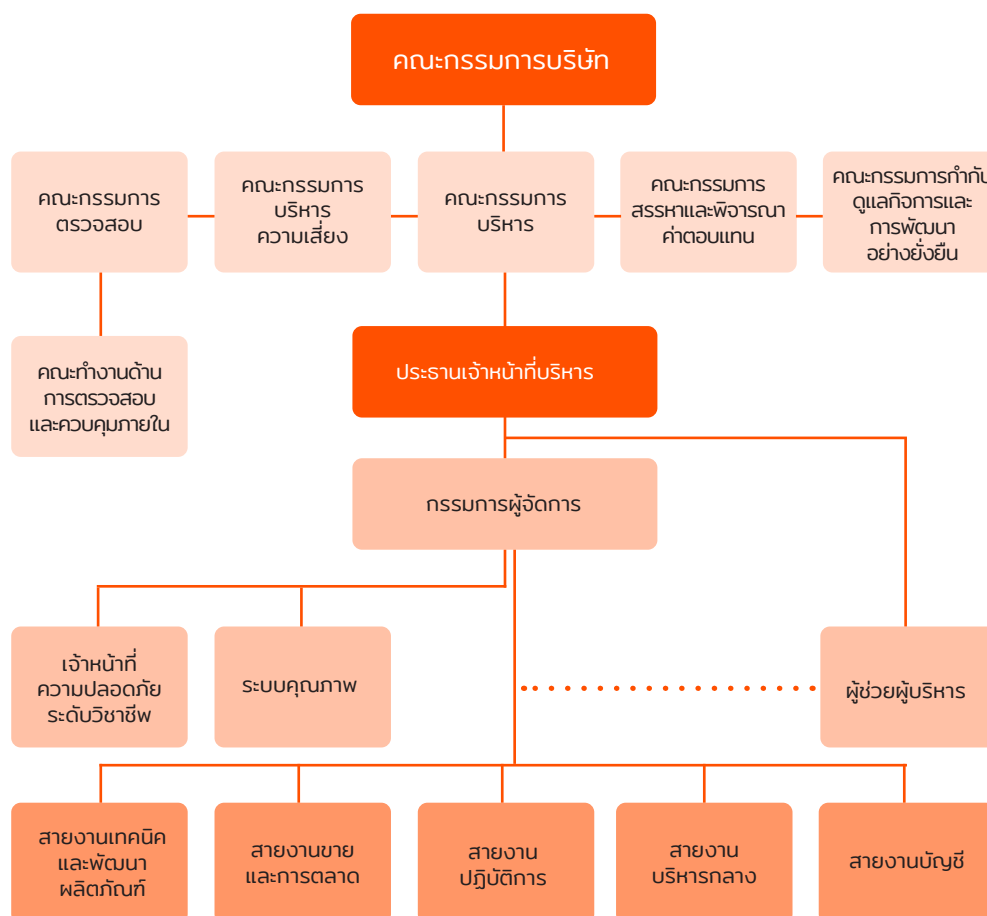 คณะกรรมการบริษัท
คณะกรรมการ
ตรวจสอบ
คณะกรรมการ
บริหาร
ความเสี่ยง
คณะกรรมการ
บริหาร
คณะกรรมการ
สรรหาและพิจารณา
ค่าตอบแทน
คณะกรรมการกำกับ
ดูแลกิจการและ
การพัฒนา
อย่างยั่งยืน
คณะทำงานด้าน
การตรวจสอบ
และควบคุมภายใน
ประธานเจ้าหน้าที่บริหาร
กรรมการผู้จัดการ
เจ้าหน้าที่
ความปลอดภัย
ระดับวิชาชีพ
ระบบคุณภาพ
ผู้ช่วยผู้บริหาร
สายงานเทคนิค
และพัฒนา
ผลิตภัณฑ์
สายงานขาย
และการตลาด
สายงาน
ปฏิบัติการ
สายงาน
บริหารกลาง
สายงานบัญชี